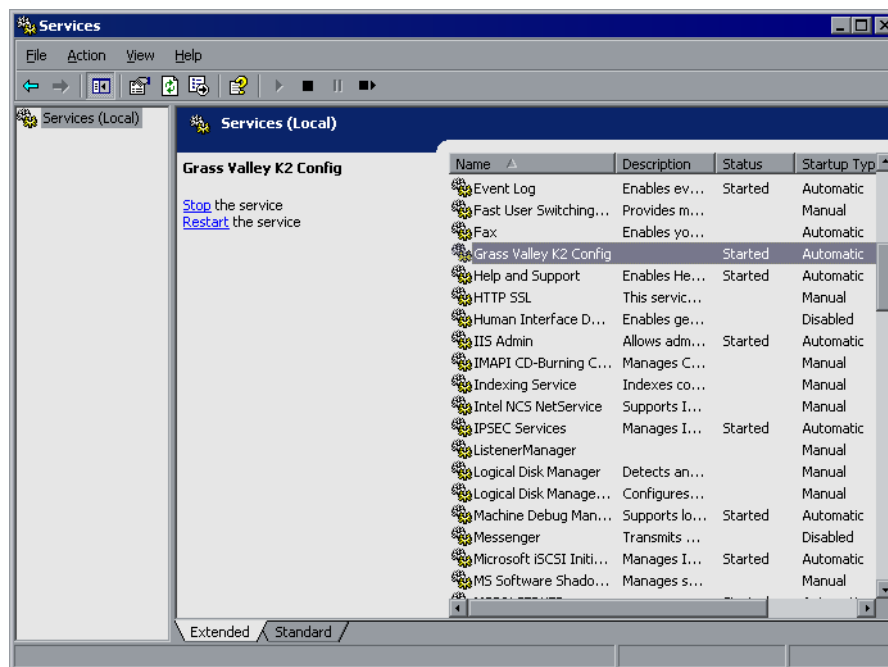 Services
File Action View Help
Services (Local)
Services (Local)
Grass Valley K2 Config
Stop the service
Restart the service
Name Description Status Startup Typ
Event Log Enables ev... Started Automatic
Fast User Switching... Provides m... Manual
Fax Enables yo... Automatic
Grass Valley K2 Config Started Automatic
Help and Support Enables He... Started Automatic
HTTP SSL This servic... Manual
Human Interface D... Enables ge... Disabled
IIS Admin Allows adm... Started Automatic
IMAPI CD-Burning C... Manages C... Manual
Indexing Service Indexes co... Manual
Intel NCS NetService Supports I... Manual
IPSEC Services Manages I... Started Automatic
ListenerManager Manual
Logical Disk Manager Detects an... Manual
Logical Disk Manage... Configures... Manual
Machine Debug Man... Supports lo... Started Automatic
Messenger Transmits ... Disabled
Microsoft iSCSI Initi... Manages I... Started Automatic
MS Software Shado... Manages s... Manual
Extended Standard